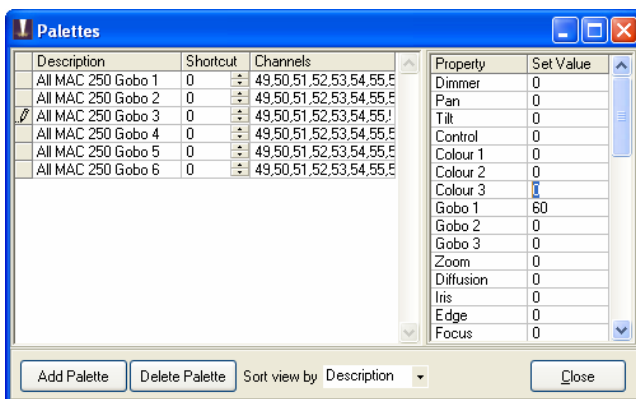 Palettes
Description Shortcut Channels
All MAC 250 Gobo 1 0 49,50,51,52,53,54,55,5
All MAC 250 Gobo 2 0 49,50,51,52,53,54,55,5
All MAC 250 Gobo 3 0 49,50,51,52,53,54,55,!
All MAC 250 Gobo 4 0 49,50,51,52,53,54,55,5
All MAC 250 Gobo 5 0 49,50,51,52,53,54,55,5
All MAC 250 Gobo 6 0 49,50,51,52,53,54,55,5
Property Set Value
Dimmer 0
Pan 0
Tilt 0
Control 0
Colour 1 0
Colour 2 0
Colour 3 0
Gobo 1 60
Gobo 2 0
Gobo 3 0
Zoom 0
Diffusion 0
Iris 0
Edge 0
Focus 0
Add Palette Delete Palette Sort view by Description Close